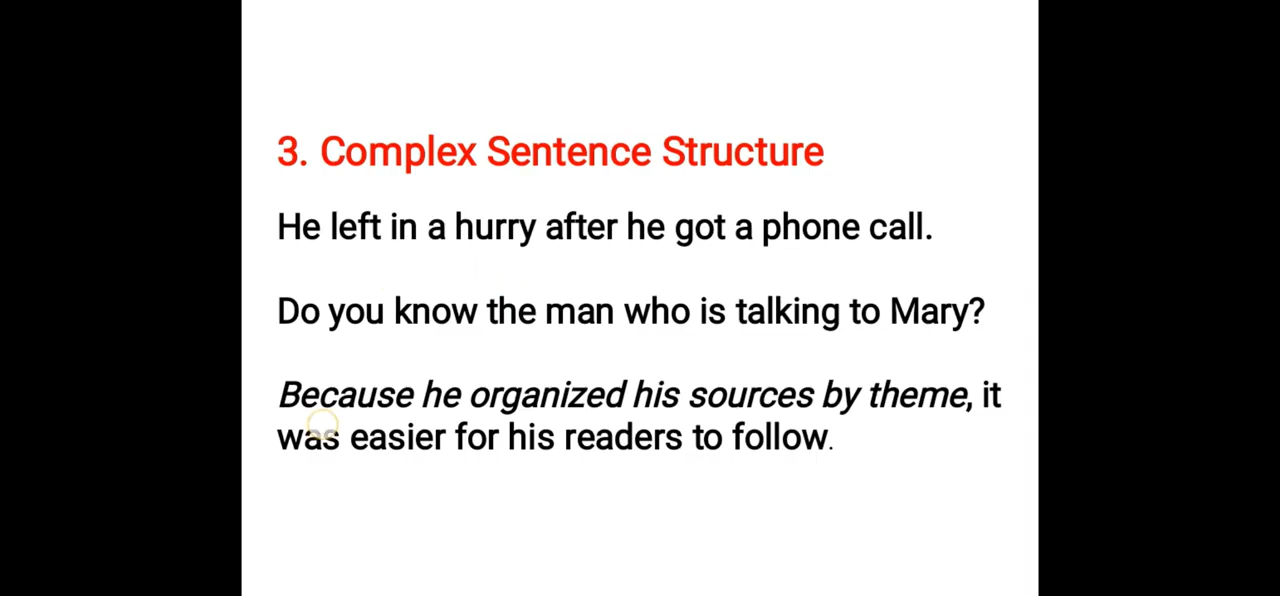 3. Complex Sentence Structure
He left in a hurry after he got a phone call.
Do you know the man who is talking to Mary?
Because he organized his sources by theme, it
was easier for his readers to follow.